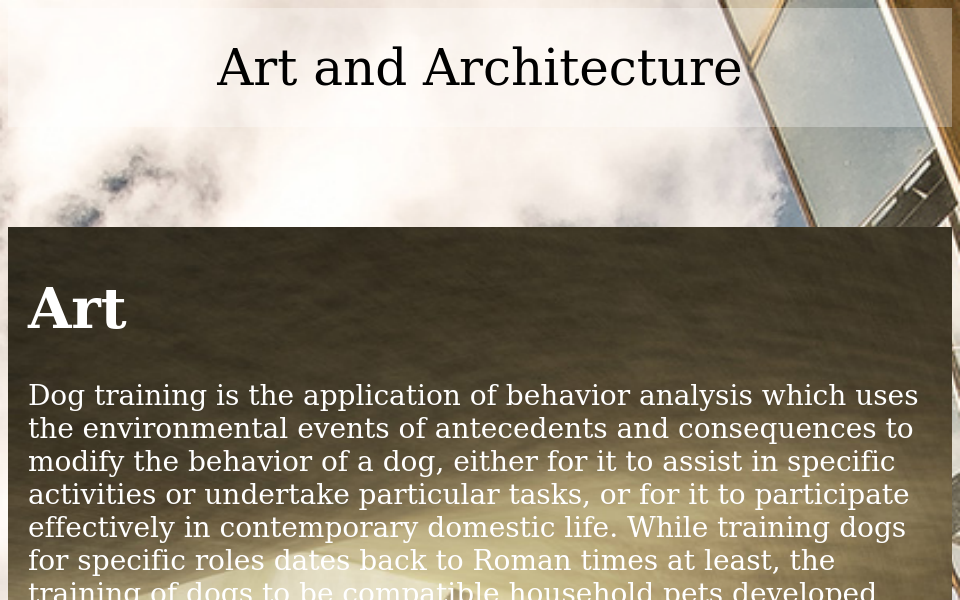 Art and Architecture
Art
Dog training is the application of behavior analysis which uses
the environmental events of antecedents and consequences to
modify the behavior of a dog, either for it to assist in specific
activities or undertake particular tasks, or for it to participate
effectively in contemporary domestic life. While training dogs
for specific roles dates back to Roman times at least, the
training of dogs to be compatible household pets developed